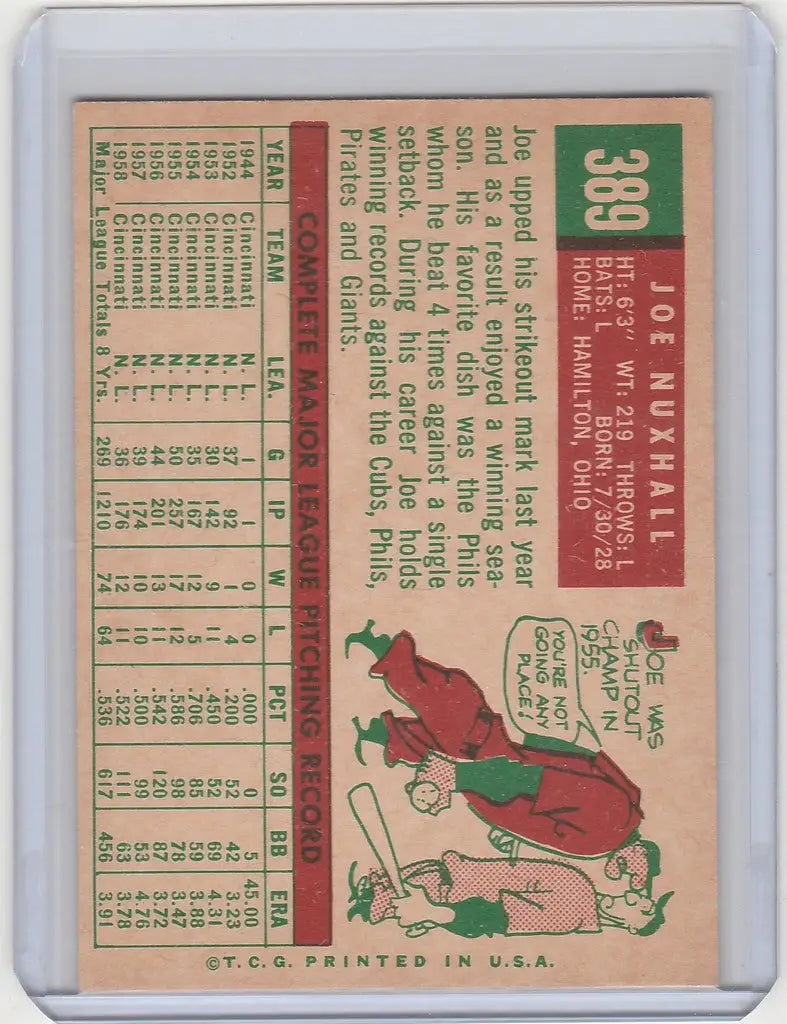 389
JOE NUXHALL
HT: 6'3" WT: 219 THROWS: L
BATS: L BORN: 7/30/28
HOME: HAMILTON, OHIO
Joe upped his strikeout mark last year
and as a result enjoyed a winning sea-
son. His favorite dish was the Phils
whom he beat 4 times against a single
setback. During his career Joe holds
winning records against the Cubs, Phils,
Pirates and Giants.
JOE WAS
SHUTOUT
CHAMP IN
1955.
YOU'RE NOT
GOING ANY
PLACE!
COMPLETE MAJOR LEAGUE PITCHING RECORD
YEAR TEAM LEA. G IP W L PCT SO BB ERA
1944 Cincinnati N. L. 1 1 0 0 .000 0 5 45.00
1952 Cincinnati N. L. 37 92 1 4 .200 52 42 3.23
1953 Cincinnati N. L. 30 142 9 11 .450 52 69 4.31
1954 Cincinnati N. L. 35 167 12 5 .706 85 59 3.88
1955 Cincinnati N. L. 50 257 17 12 .586 98 78 3.47
1956 Cincinnati N. L. 44 201 13 11 .542 120 87 3.72
1957 Cincinnati N. L. 39 174 10 10 .500 99 53 4.76
1958 Cincinnati N. L. 36 176 12 11 .522 111 63 3.78
Major League Totals 8 Yrs. 269 1210 74 64 .536 617 456 3.91
©T.C.G. PRINTED IN U.S.A.